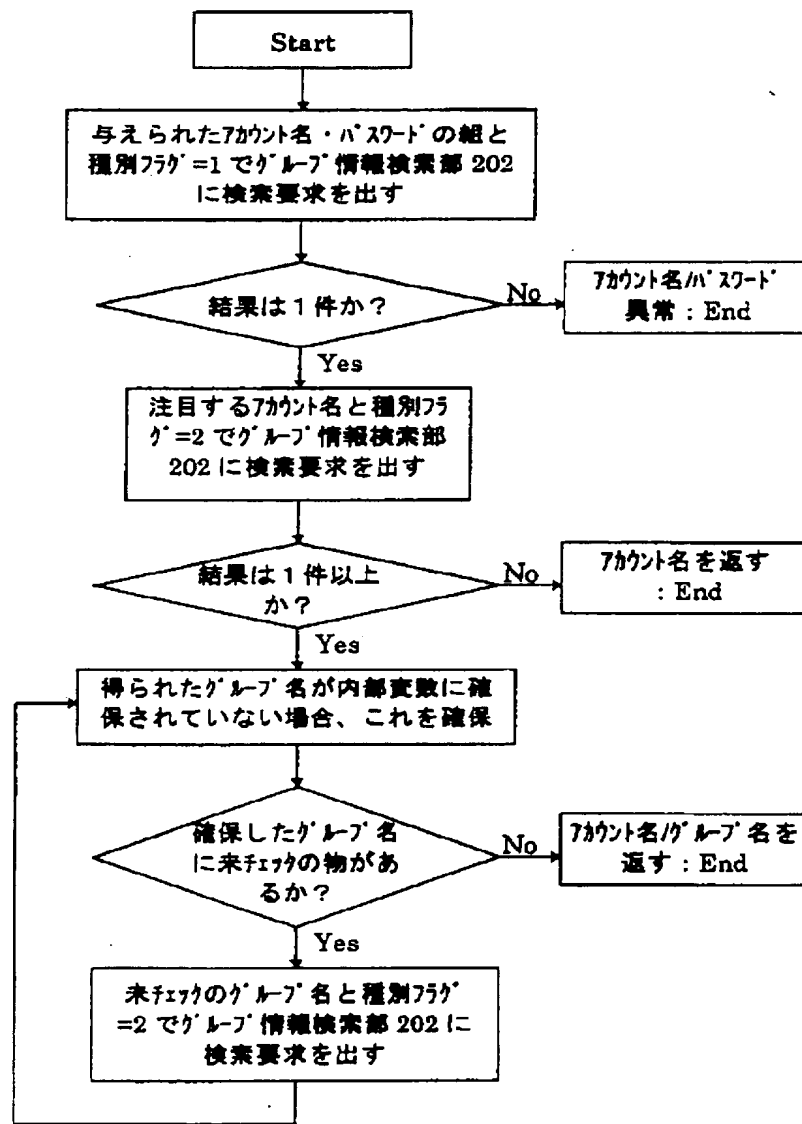 Start
与えられたｱｶｳﾝﾄ名・ﾊﾟｽﾜｰﾄﾞの組と
種別ﾌﾗｸﾞ=1でｸﾞﾙｰﾌﾟ情報検索部202
に検索要求を出す
結果は1件か？
No
ｱｶｳﾝﾄ名/ﾊﾟｽﾜｰﾄﾞ
異常：End
Yes
注目するｱｶｳﾝﾄ名と種別ﾌﾗ
ｸﾞ=2でｸﾞﾙｰﾌﾟ情報検索部
202に検索要求を出す
結果は1件以上
か？
No
ｱｶｳﾝﾄ名を返す
：End
Yes
得られたｸﾞﾙｰﾌﾟ名が内部変数に確
保されていない場合、これを確保
確保したｸﾞﾙｰﾌﾟ名
に来ﾁｪｯｸの物があ
るか？
No
ｱｶｳﾝﾄ名/ｸﾞﾙｰﾌﾟ名を
返す：End
Yes
来ﾁｪｯｸのｸﾞﾙｰﾌﾟ名と種別ﾌﾗｸﾞ
=2でｸﾞﾙｰﾌﾟ情報検索部202に
検索要求を出す